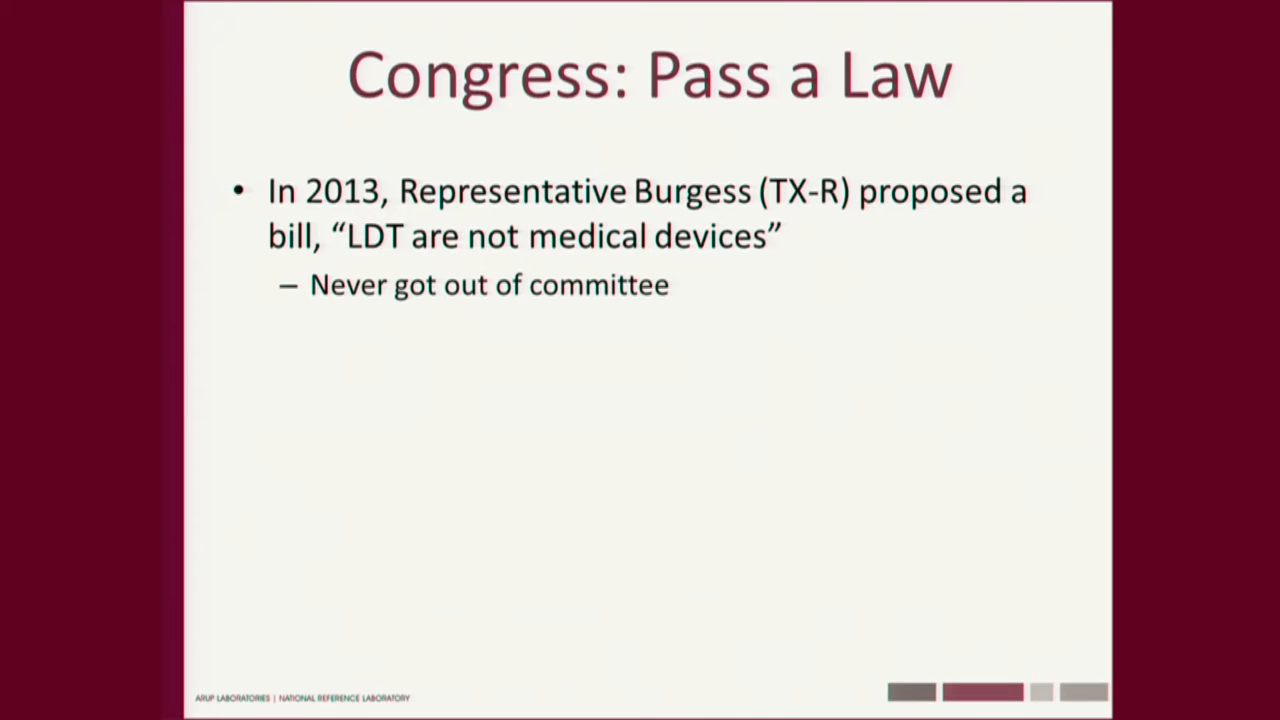 Congress: Pass a Law
• In 2013, Representative Burgess (TX-R) proposed a
bill, “LDT are not medical devices”
– Never got out of committee
ARUP LABORATORIES | NATIONAL REFERENCE LABORATORY